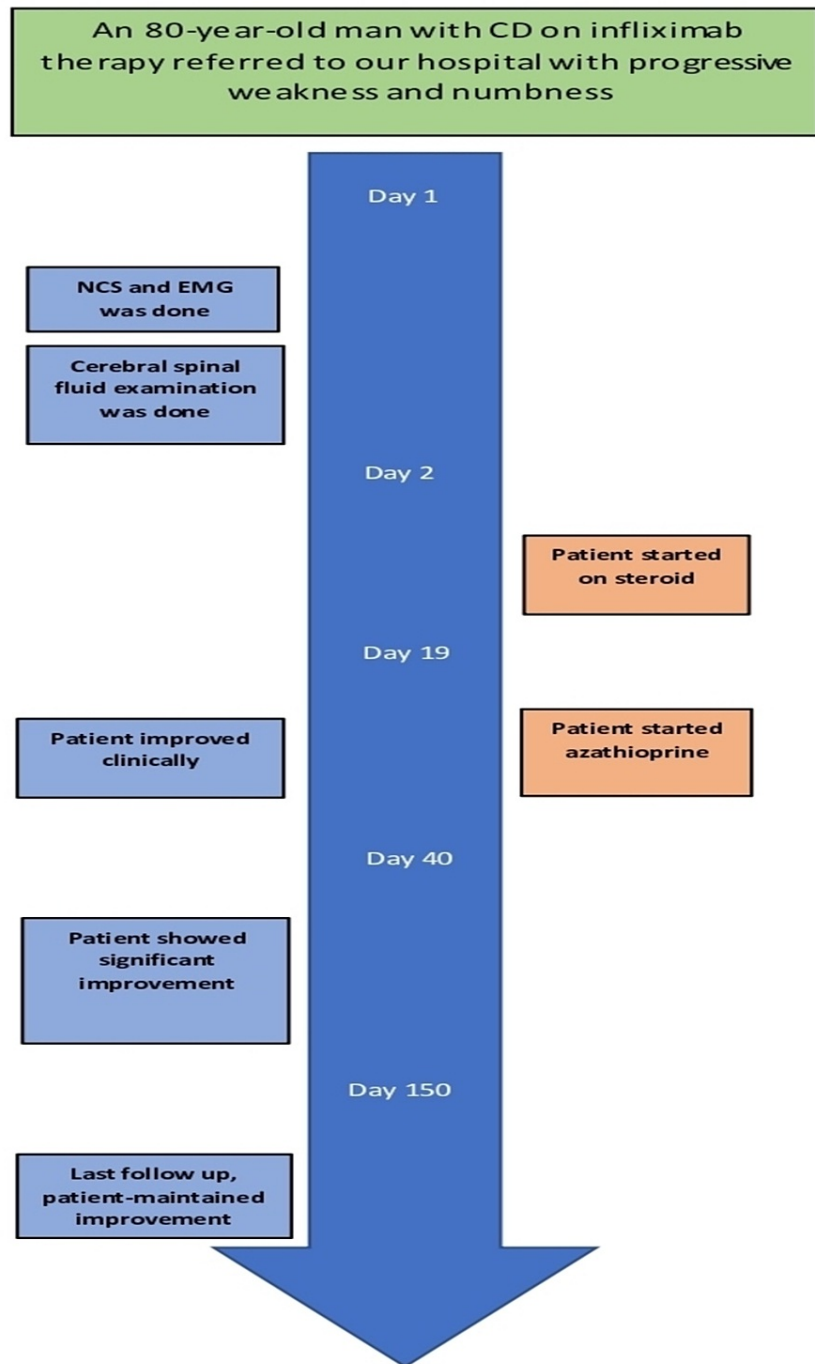 An 80-year-old man with CD on infliximab
therapy referred to our hospital with progressive
weakness and numbness
Day 1
NCS and EMG
was done
Cerebral spinal
fluid examination
was done
Day 2
Patient started
on steroid
Day 19
Patient improved
clinically
Patient started
azathioprine
Day 40
Patient showed
significant
improvement
Day 150
Last follow up,
patient-maintained
improvement